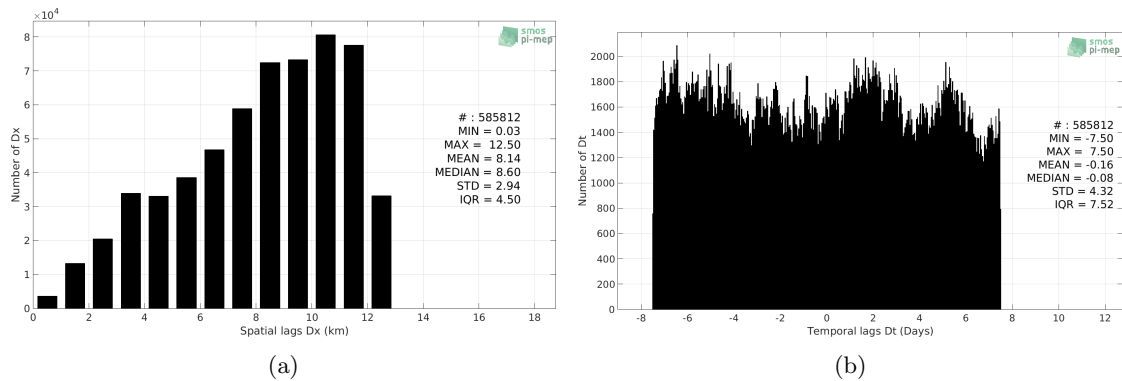 ×10⁴
8
7
6
5
4
3
2
1
0
Number of Dx
0 2 4 6 8 10 12 14 16 18
Spatial lags Dx (km)
smos
pi-mep
# : 585812
MIN = 0.03
MAX = 12.50
MEAN = 8.14
MEDIAN = 8.60
STD = 2.94
IQR = 4.50
(a)
2000
1800
1600
1400
1200
1000
800
600
400
200
0
Number of Dt
-8 -6 -4 -2 0 2 4 6 8 10 12
Temporal lags Dt (Days)
smos
pi-mep
# : 585812
MIN = -7.50
MAX = 7.50
MEAN = -0.16
MEDIAN = -0.08
STD = 4.32
IQR = 7.52
(b)